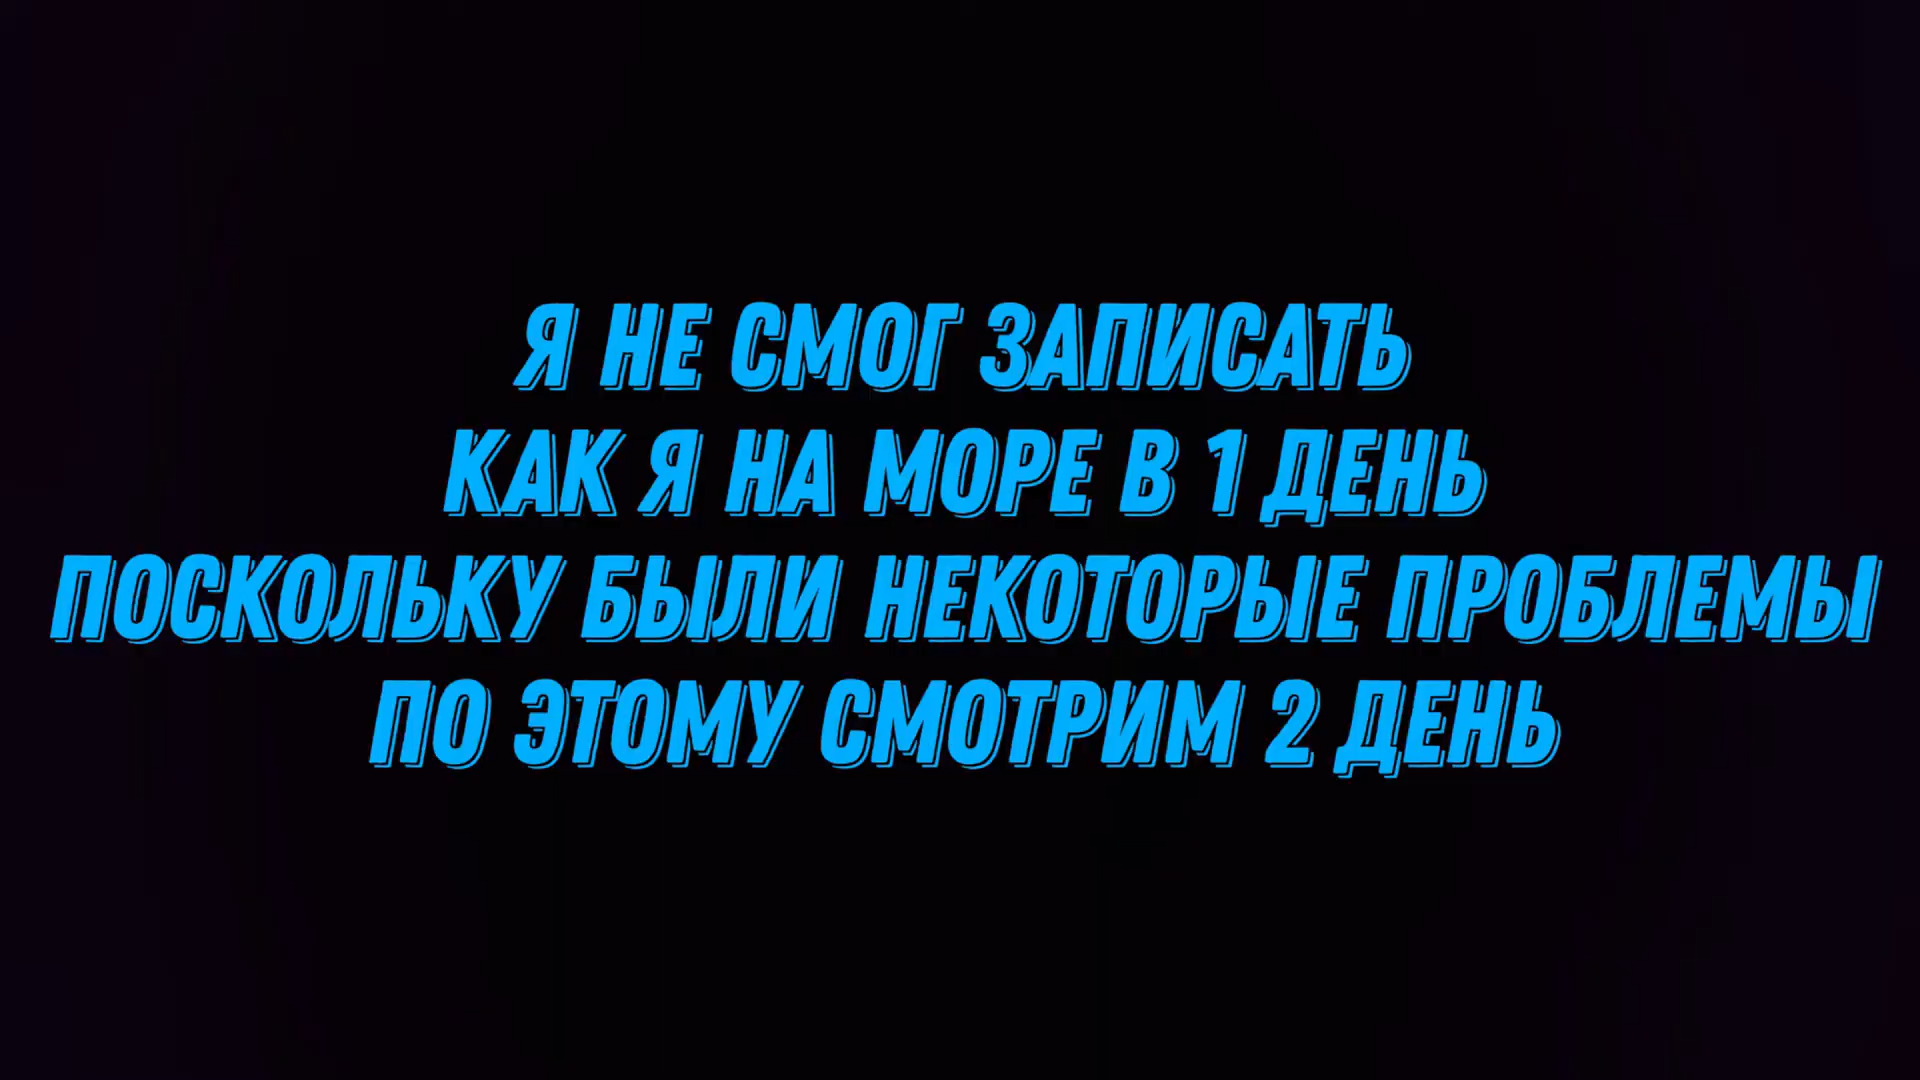 Я НЕ СМОГ ЗАПИСАТЬ
КАК Я НА МОРЕ В 1 ДЕНЬ
ПОСКОЛЬКУ БЫЛИ НЕКОТОРЫЕ ПРОБЛЕМЫ
ПО ЭТОМУ СМОТРИМ 2 ДЕНЬ